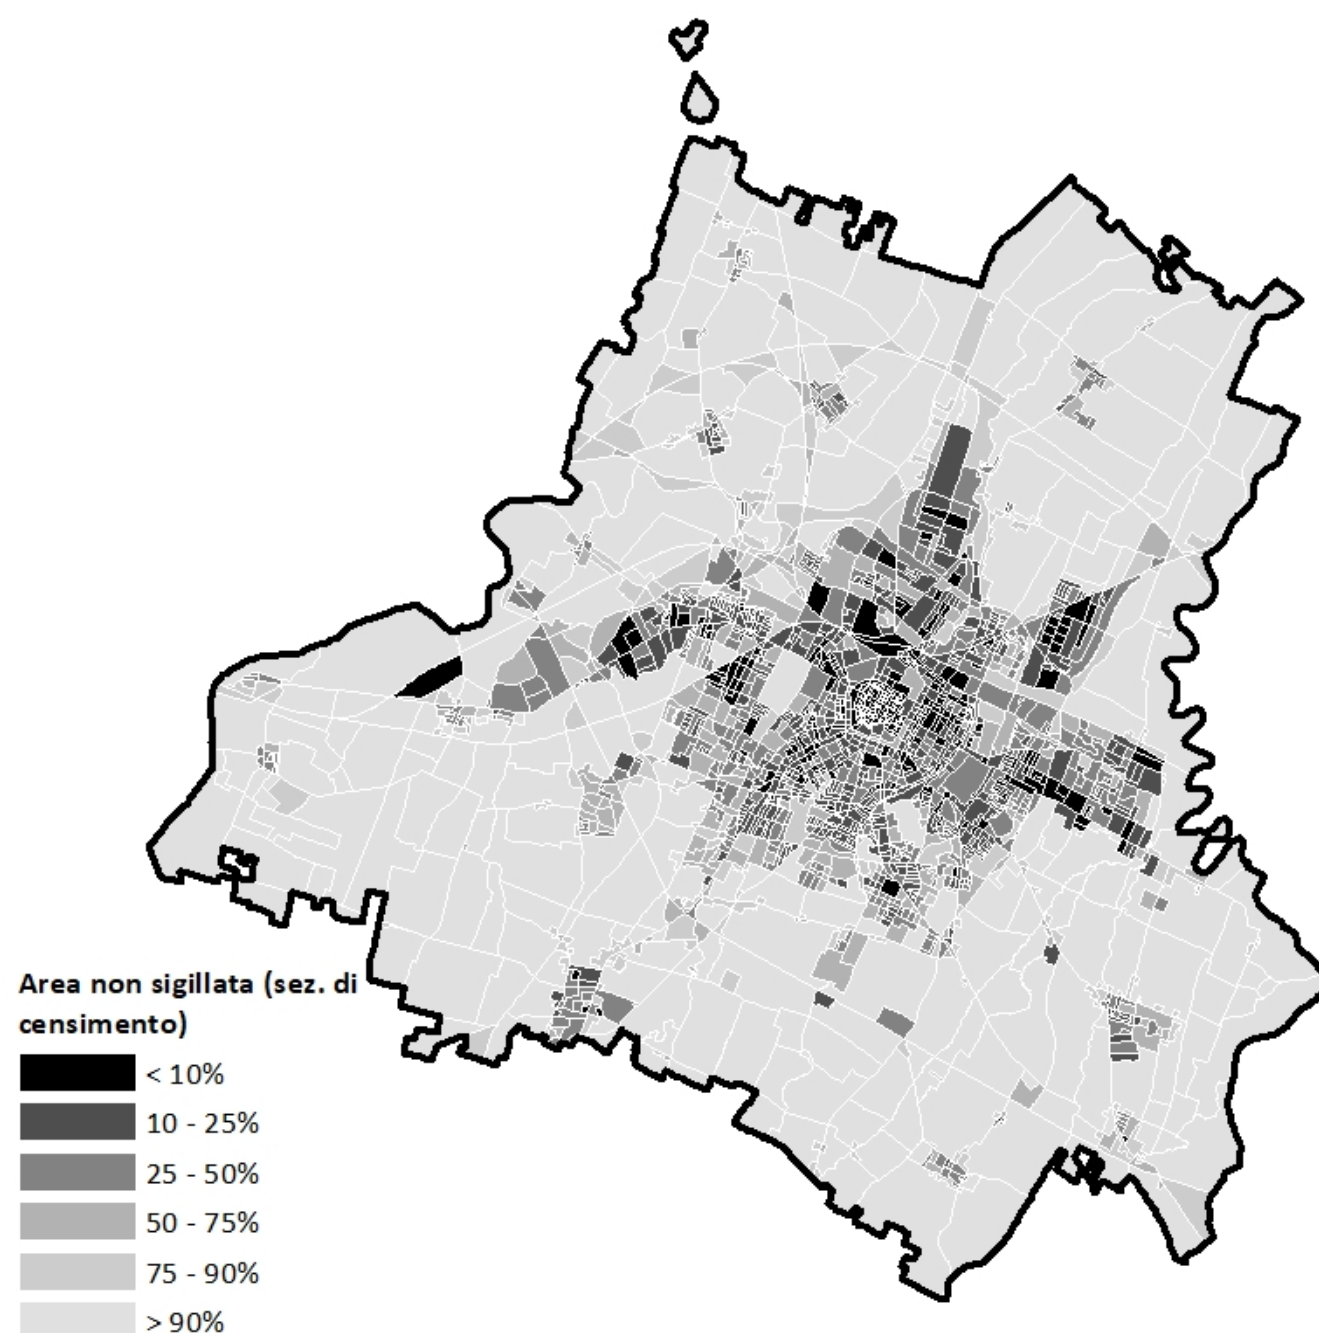 Area non sigillata (sez. di
censimento)
< 10%
10 - 25%
25 - 50%
50 - 75%
75 - 90%
> 90%